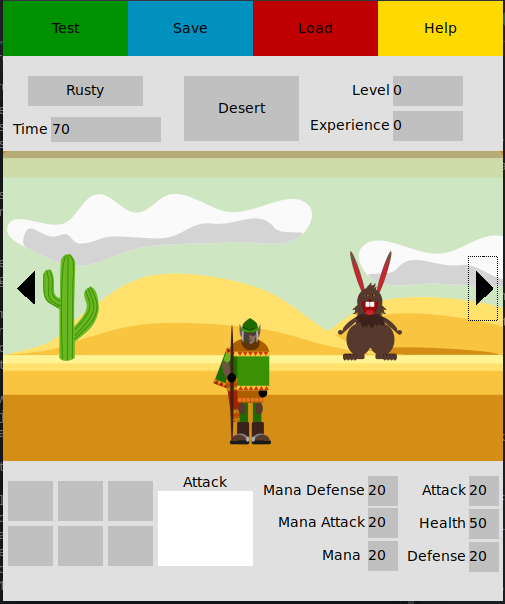 Test Save Load Help
Rusty
Desert
Level 0
Time 70
Experience 0
Attack
Mana Defense 20
Attack 20
Mana Attack 20
Health 50
Mana 20
Defense 20